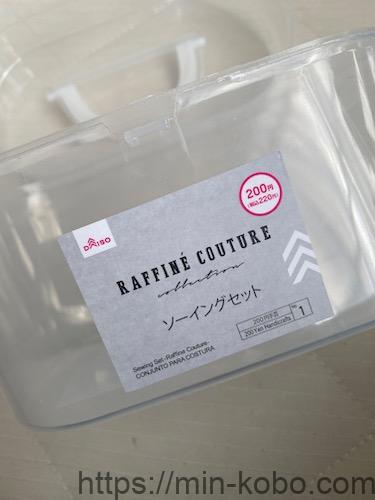 DAISO
200円
(税込220円)
RAFFINÉ COUTURE
collection
ソーイングセット
200円手芸
200 Yen Handicrafts
No.
1
Sewing Set -Raffine Couture-
CONJUNTO PARA COSTURA
https://min-kobo.com